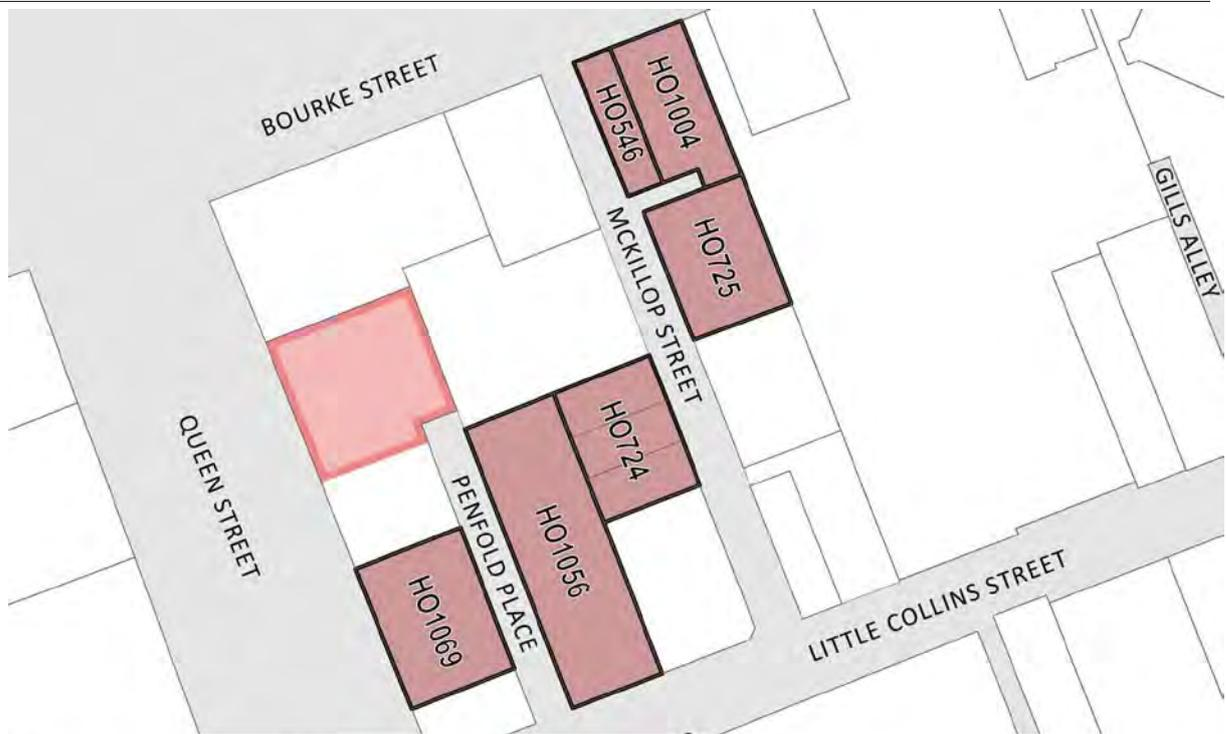 BOURKE STREET
HO546
HO1004
GILLS ALLEY
MCKILLOP STREET
HO725
QUEEN STREET
HO724
PENFOLD PLACE
HO1056
HO1069
LITTLE COLLINS STREET